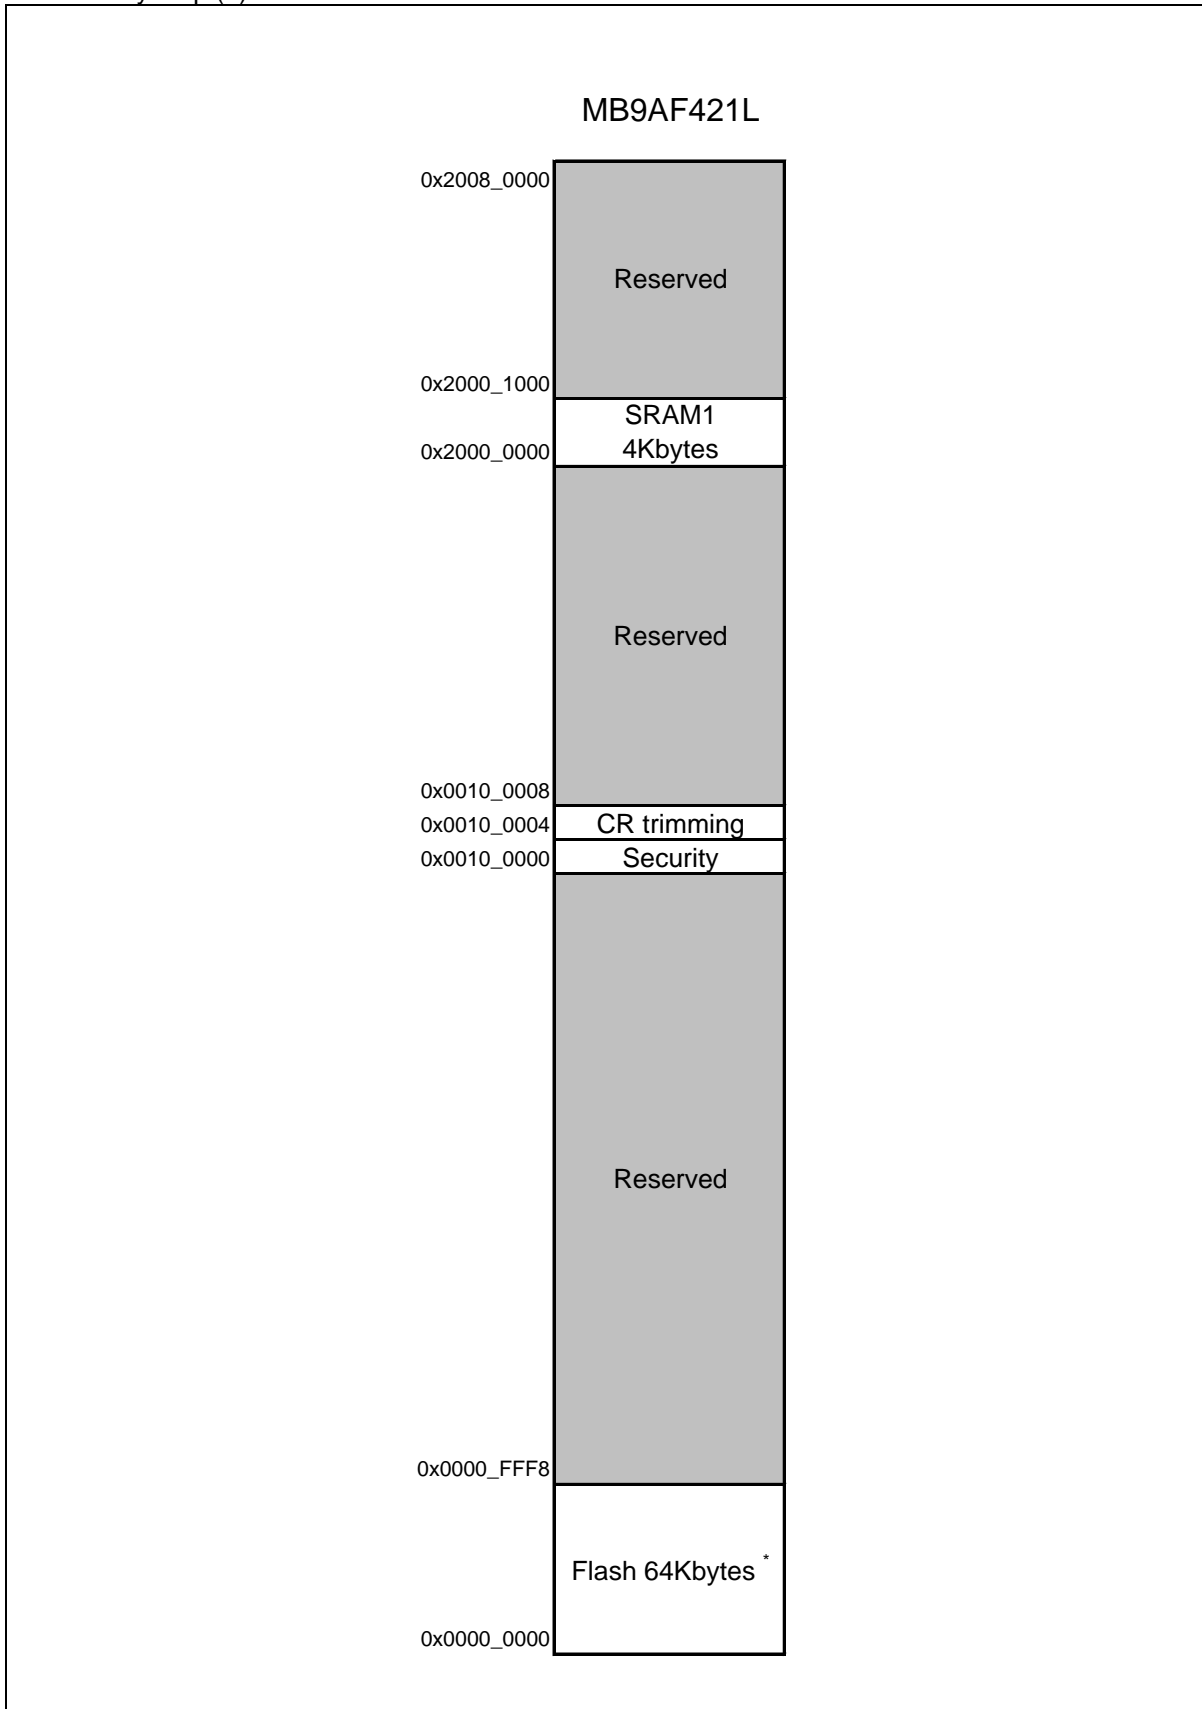 MB9AF421L
0x2008_0000
Reserved
0x2000_1000
SRAM1
0x2000_0000 4Kbytes
Reserved
0x0010_0008
0x0010_0004 CR trimming
0x0010_0000 Security
Reserved
0x0000_FFF8
Flash 64Kbytes *
0x0000_0000